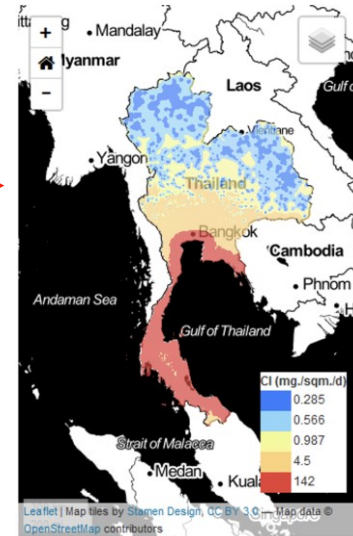 +
Mandalay
Myanmar
−
Laos
Gulf
Vientiane
Yangon
Thailand
Bangkok
Cambodia
Phnom
Andaman Sea
Gulf of Thailand
Cl (mg./sqm./d)
0.285
0.566
0.987
4.5
142
Strait of Malacca
Medan
Leaflet | Map tiles by Stamen Design, CC BY 3.0 — Map data ©
OpenStreetMap contributors
Singapore